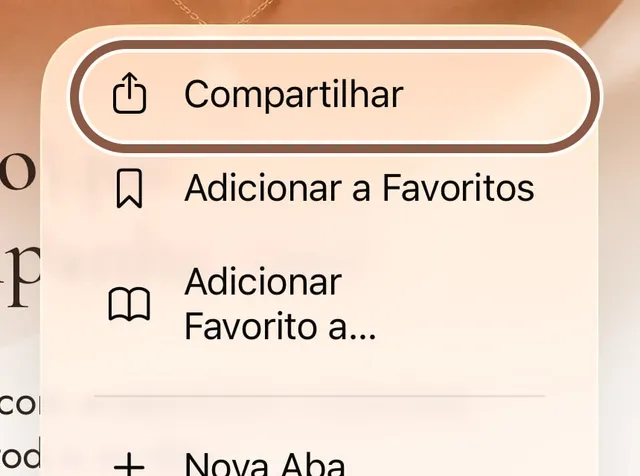 Compartilhar
Adicionar a Favoritos
Adicionar
Favorito a...
Nova Aba